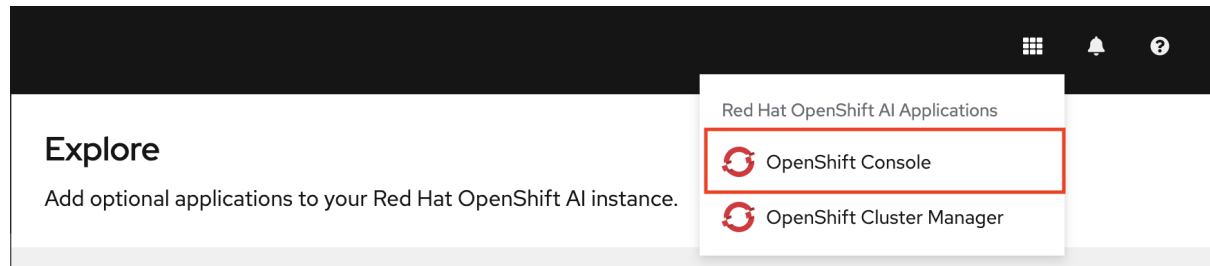 Red Hat OpenShift AI Applications
Explore
OpenShift Console
Add optional applications to your Red Hat OpenShift AI instance.
OpenShift Cluster Manager